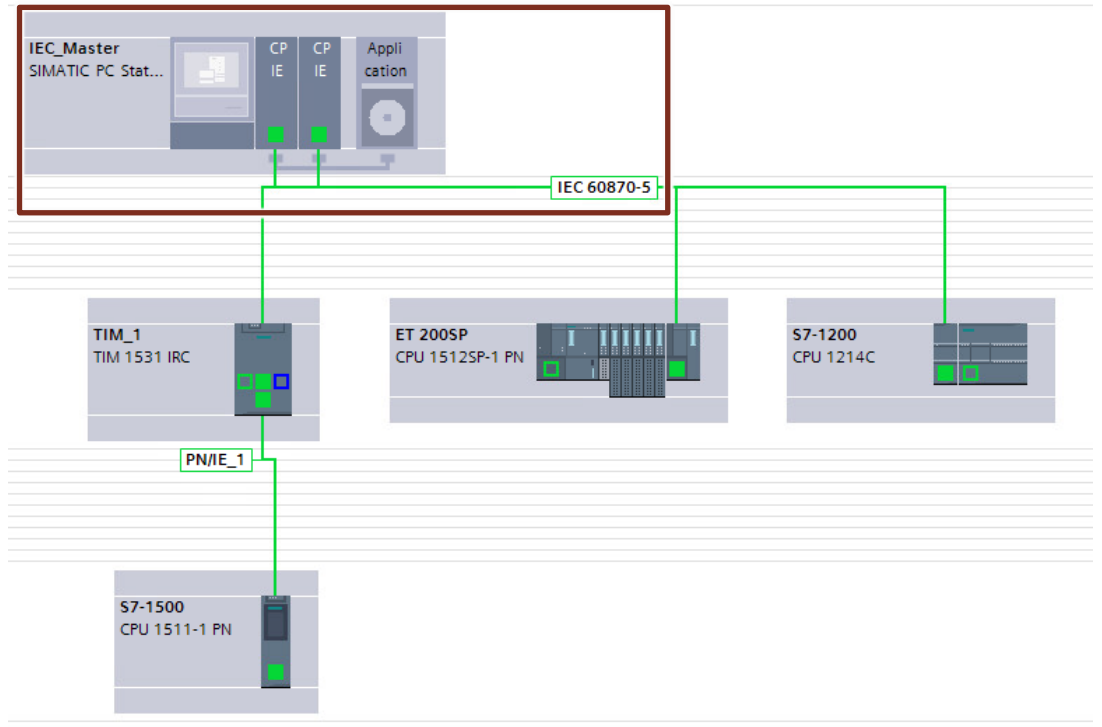 IEC_Master
SIMATIC PC Stat...
CP
IE
CP
IE
Appli
cation
IEC 60870-5
TIM_1
TIM 1531 IRC
ET 200SP
CPU 1512SP-1 PN
S7-1200
CPU 1214C
PN/IE_1
S7-1500
CPU 1511-1 PN